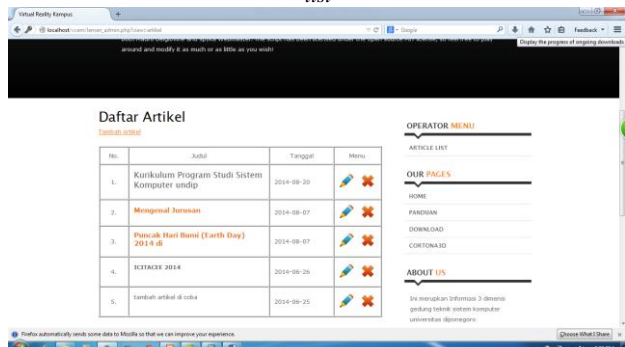 list
Virtual Reality Kampus
localhost
Google
Feedback
Display the progress of ongoing downloads
around and modify it as much or as little as you wish!
Daftar Artikel
Tambah artikel
No. Judul Tanggal Menu
1. Kurikulum Program Studi Sistem Komputer undip 2014-08-20
2. Mengenal Jurusan 2014-08-07
3. Puncak Hari Bumi (Earth Day) 2014 di 2014-08-07
4. ICITACEE 2014 2014-06-26
5. tambah artikel di coba 2014-06-25
OPERATOR MENU
ARTICLE LIST
OUR PAGES
HOME
PANDUAN
DOWNLOAD
CORTONA3D
ABOUT US
Ini merupkan Informasi 3 dimensi
gedung teknik sistem komputer
universitas diponegoro
Firefox automatically sends some data to Mozilla so that we can improve your experience.
Choose What I Share